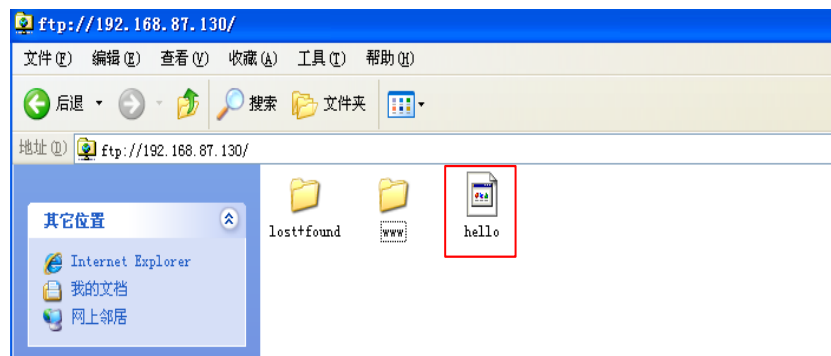 ftp://192.168.87.130/
文件(F) 编辑(E) 查看(V) 收藏(A) 工具(T) 帮助(H)
后退 搜索 文件夹
地址(D) ftp://192.168.87.130/
其它位置
Internet Explorer
我的文档
网上邻居
lost+found www hello